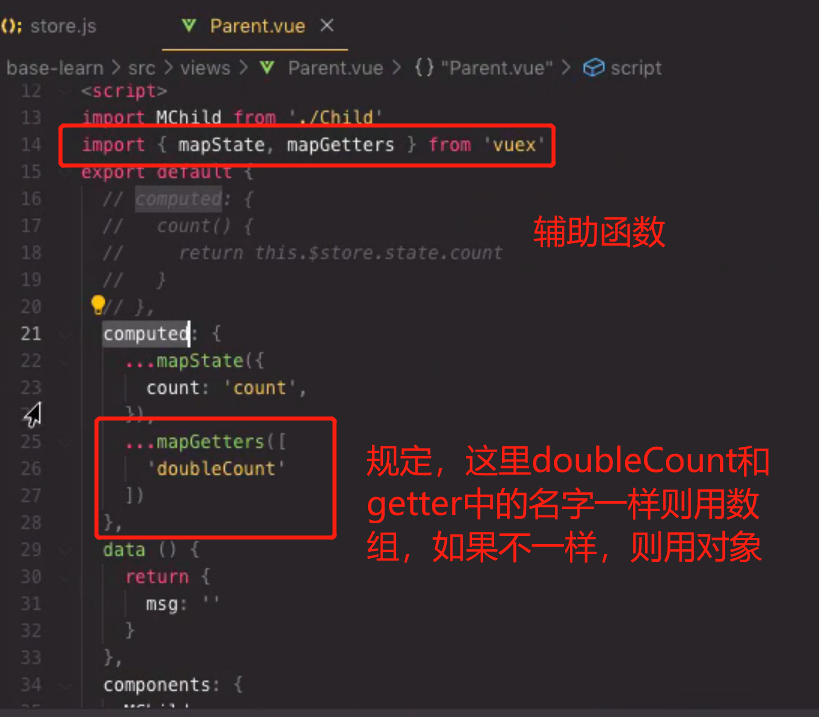 store.js Parent.vue
base-learn > src > views > Parent.vue > {} "Parent.vue" > script
12 <script>
13 import MChild from './Child'
14 import { mapState, mapGetters } from 'vuex'
15 export default {
16 // computed: {
17 // count() {
18 // return this.$store.state.count
19 // }
20 // },
21 computed: {
22 ...mapState({
23 count: 'count',
}),
25 ...mapGetters([
26 'doubleCount'
27 ])
28 },
29 data () {
30 return {
31 msg: ''
32 }
33 },
34 components: {
辅助函数
规定，这里doubleCount和
getter中的名字一样则用数
组，如果不一样，则用对象